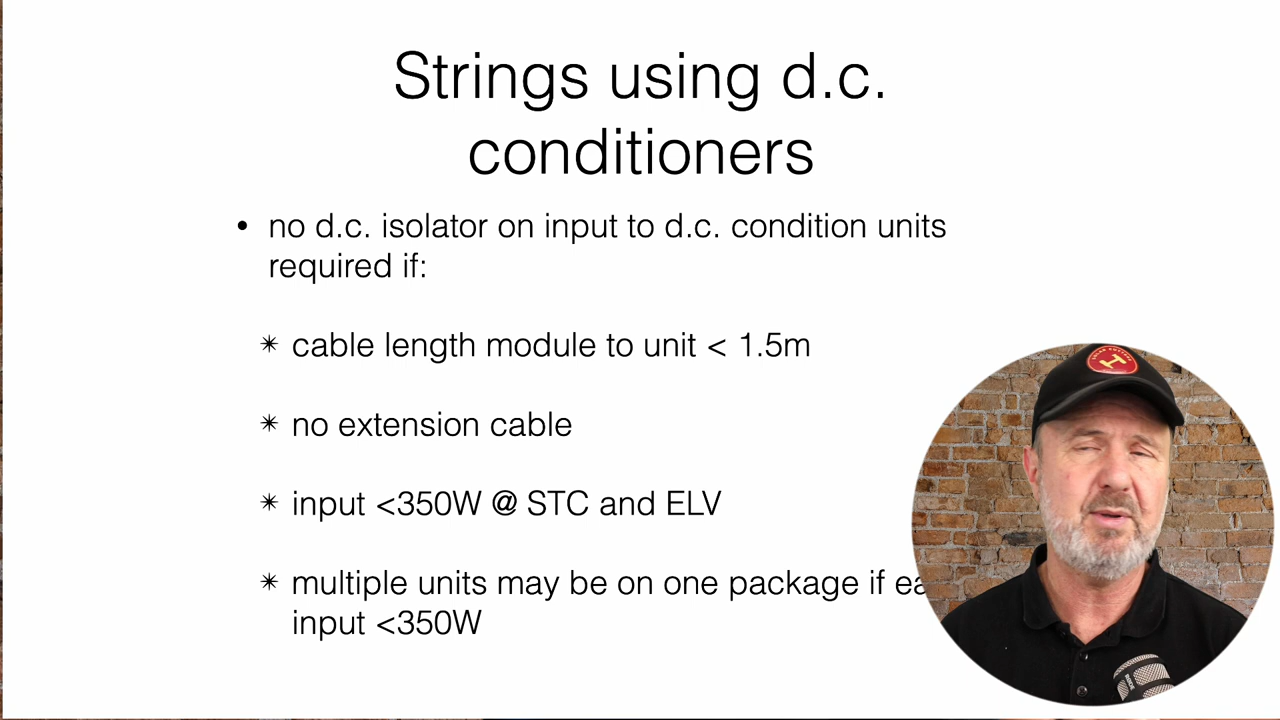 Strings using d.c.
conditioners
• no d.c. isolator on input to d.c. condition units
required if:
✴ cable length module to unit < 1.5m
✴ no extension cable
✴ input <350W @ STC and ELV
✴ multiple units may be on one package if
input <350W